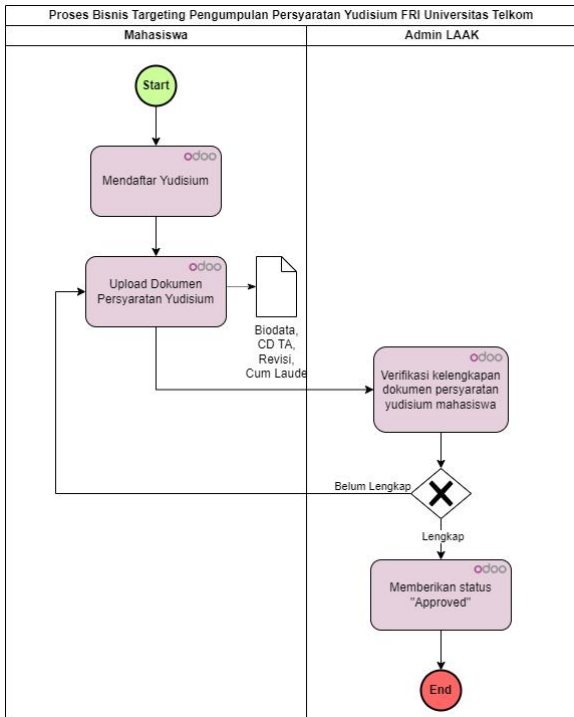 Proses Bisnis Targeting Pengumpulan Persyaratan Yudisium FRI Universitas Telkom
Mahasiswa
Admin LAAK
Start
odoo
Mendaftar Yudisium
odoo
Upload Dokumen
Persyaratan Yudisium
Biodata,
CD TA,
Revisi,
Cum Laude
odoo
Verifikasi kelengkapan
dokumen persyaratan
yudisium mahasiswa
Belum Lengkap
Lengkap
odoo
Memberikan status
"Approved"
End